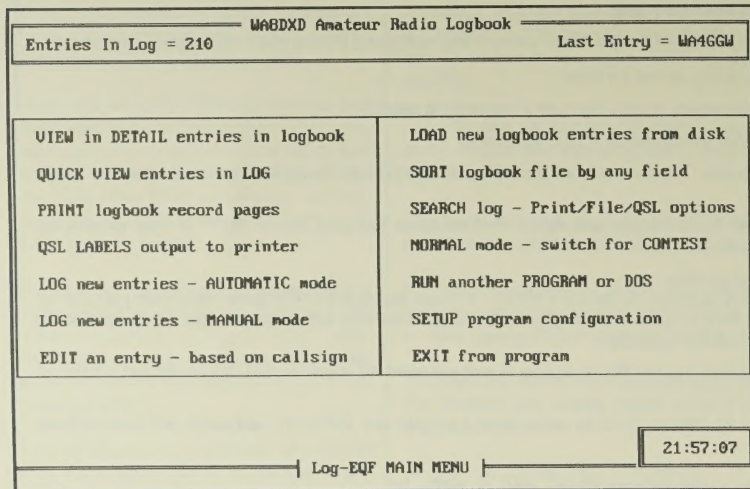 WA8DXD Amateur Radio Logbook
Entries In Log = 210
Last Entry = WA4GGW
VIEW in DETAIL entries in logbook
QUICK VIEW entries in LOG
PRINT logbook record pages
QSL LABELS output to printer
LOG new entries - AUTOMATIC mode
LOG new entries - MANUAL mode
EDIT an entry - based on callsign
LOAD new logbook entries from disk
SORT logbook file by any field
SEARCH log - Print/File/QSL options
NORMAL mode - switch for CONTEST
RUN another PROGRAM or DOS
SETUP program configuration
EXIT from program
21:57:07
Log-EQF MAIN MENU